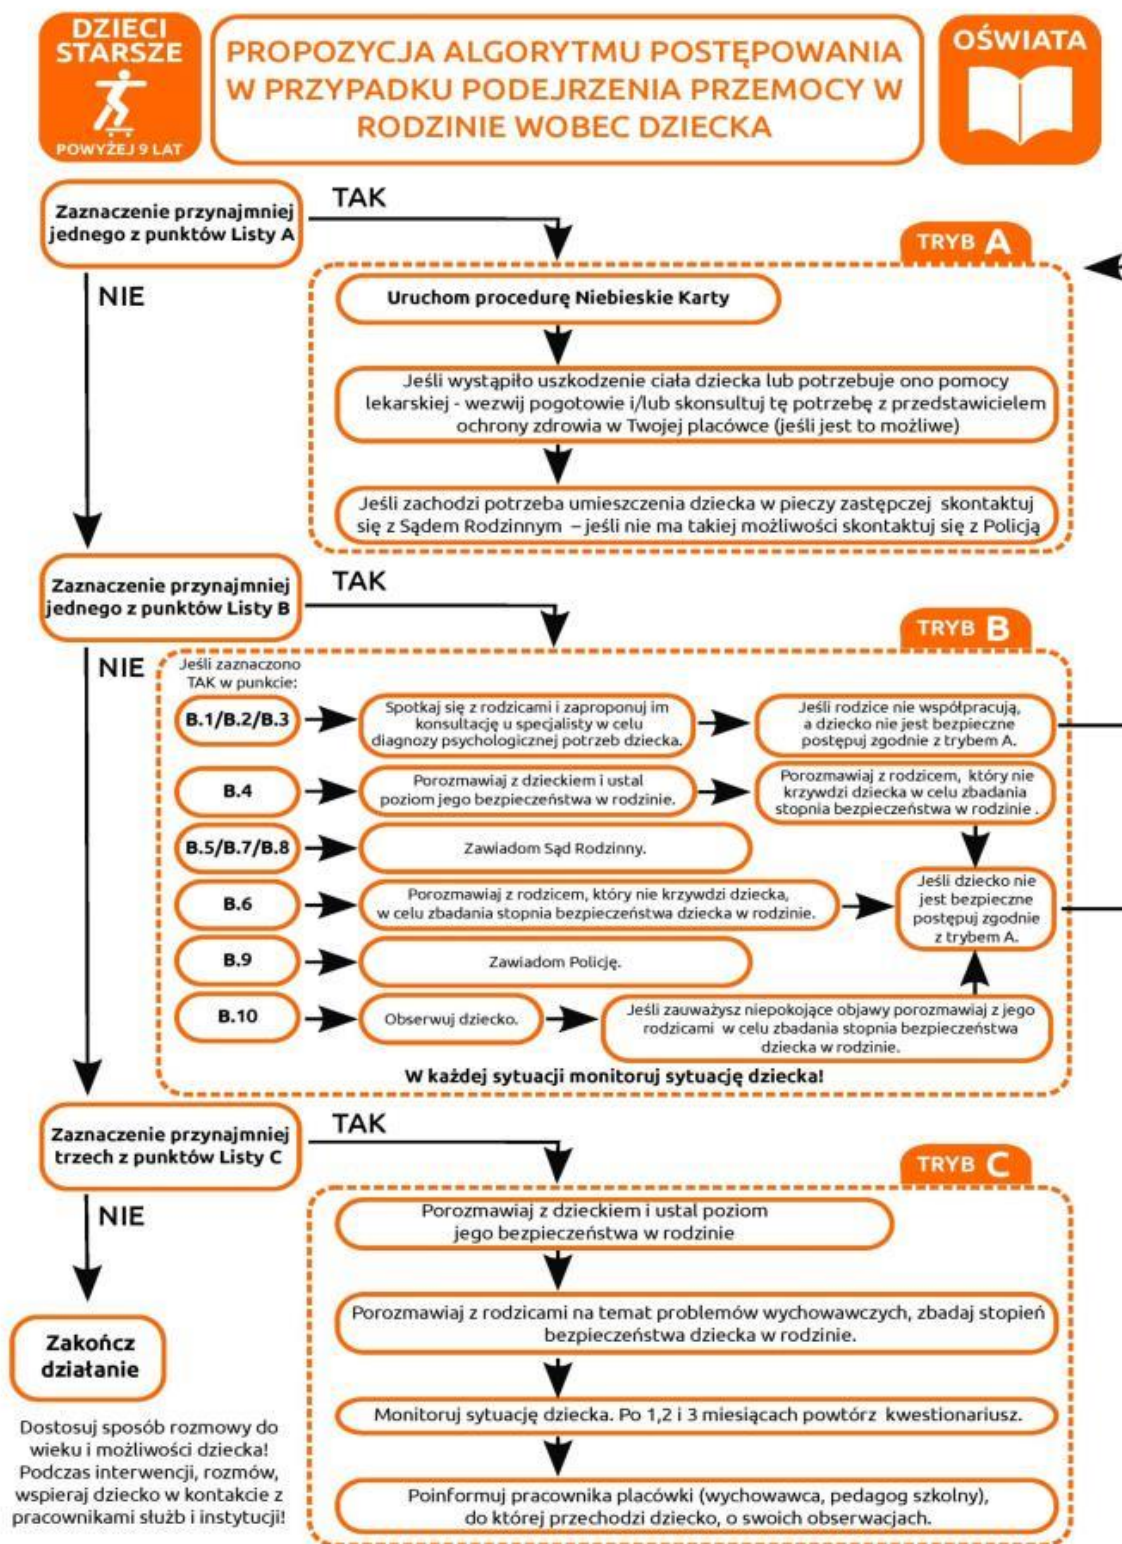 DZIECI
STARSZE
POWYŻEJ 9 LAT
PROPOZYCJA ALGORYTMU POSTĘPOWANIA
W PRZYPADKU PODEJRZENIA PRZEMOCY W
RODZINIE WOBEC DZIECKA
OŚWIATA
Zaznaczenie przynajmniej
jednego z punktów Listy A
TAK
NIE
TRYB A
Uruchom procedurę Niebieskie Karty
Jeśli wystąpiło uszkodzenie ciała dziecka lub potrzebuje ono pomocy
lekarskiej - wezwij pogotowie i/lub skonsultuj tę potrzebę z przedstawicielem
ochrony zdrowia w Twojej placówce (jeśli jest to możliwe)
Jeśli zachodzi potrzeba umieszczenia dziecka w pieczy zastępczej skontaktuj
się z Sądem Rodzinnym – jeśli nie ma takiej możliwości skontaktuj się z Policją
Zaznaczenie przynajmniej
jednego z punktów Listy B
TAK
NIE
TRYB B
Jeśli zaznaczono
TAK w punkcie:
B.1/B.2/B.3
Spotkaj się z rodzicami i zaproponuj im
konsultację u specjalisty w celu
diagnozy psychologicznej potrzeb dziecka.
Jeśli rodzice nie współpracują,
a dziecko nie jest bezpieczne
postępuj zgodnie z trybem A.
B.4
Porozmawiaj z dzieckiem i ustal
poziom jego bezpieczeństwa w rodzinie.
Porozmawiaj z rodzicem, który nie
krzywdzi dziecka w celu zbadania
stopnia bezpieczeństwa w rodzinie .
B.5/B.7/B.8
Zawiadom Sąd Rodzinny.
B.6
Porozmawiaj z rodzicem, który nie krzywdzi dziecka,
w celu zbadania stopnia bezpieczeństwa dziecka w rodzinie.
Jeśli dziecko nie
jest bezpieczne
postępuj zgodnie
z trybem A.
B.9
Zawiadom Policję.
B.10
Obserwuj dziecko.
Jeśli zauważysz niepokojące objawy porozmawiaj z jego
rodzicami w celu zbadania stopnia bezpieczeństwa
dziecka w rodzinie.
W każdej sytuacji monitoruj sytuację dziecka!
Zaznaczenie przynajmniej
trzech z punktów Listy C
TAK
NIE
TRYB C
Porozmawiaj z dzieckiem i ustal poziom
jego bezpieczeństwa w rodzinie
Porozmawiaj z rodzicami na temat problemów wychowawczych, zbadaj stopień
bezpieczeństwa dziecka w rodzinie.
Monitoruj sytuację dziecka. Po 1,2 i 3 miesiącach powtórz kwestionariusz.
Poinformuj pracownika placówki (wychowawca, pedagog szkolny),
do której przechodzi dziecko, o swoich obserwacjach.
Zakończ
działanie
Dostosuj sposób rozmowy do
wieku i możliwości dziecka!
Podczas interwencji, rozmów,
wspieraj dziecko w kontakcie z
pracownikami służb i instytucji!